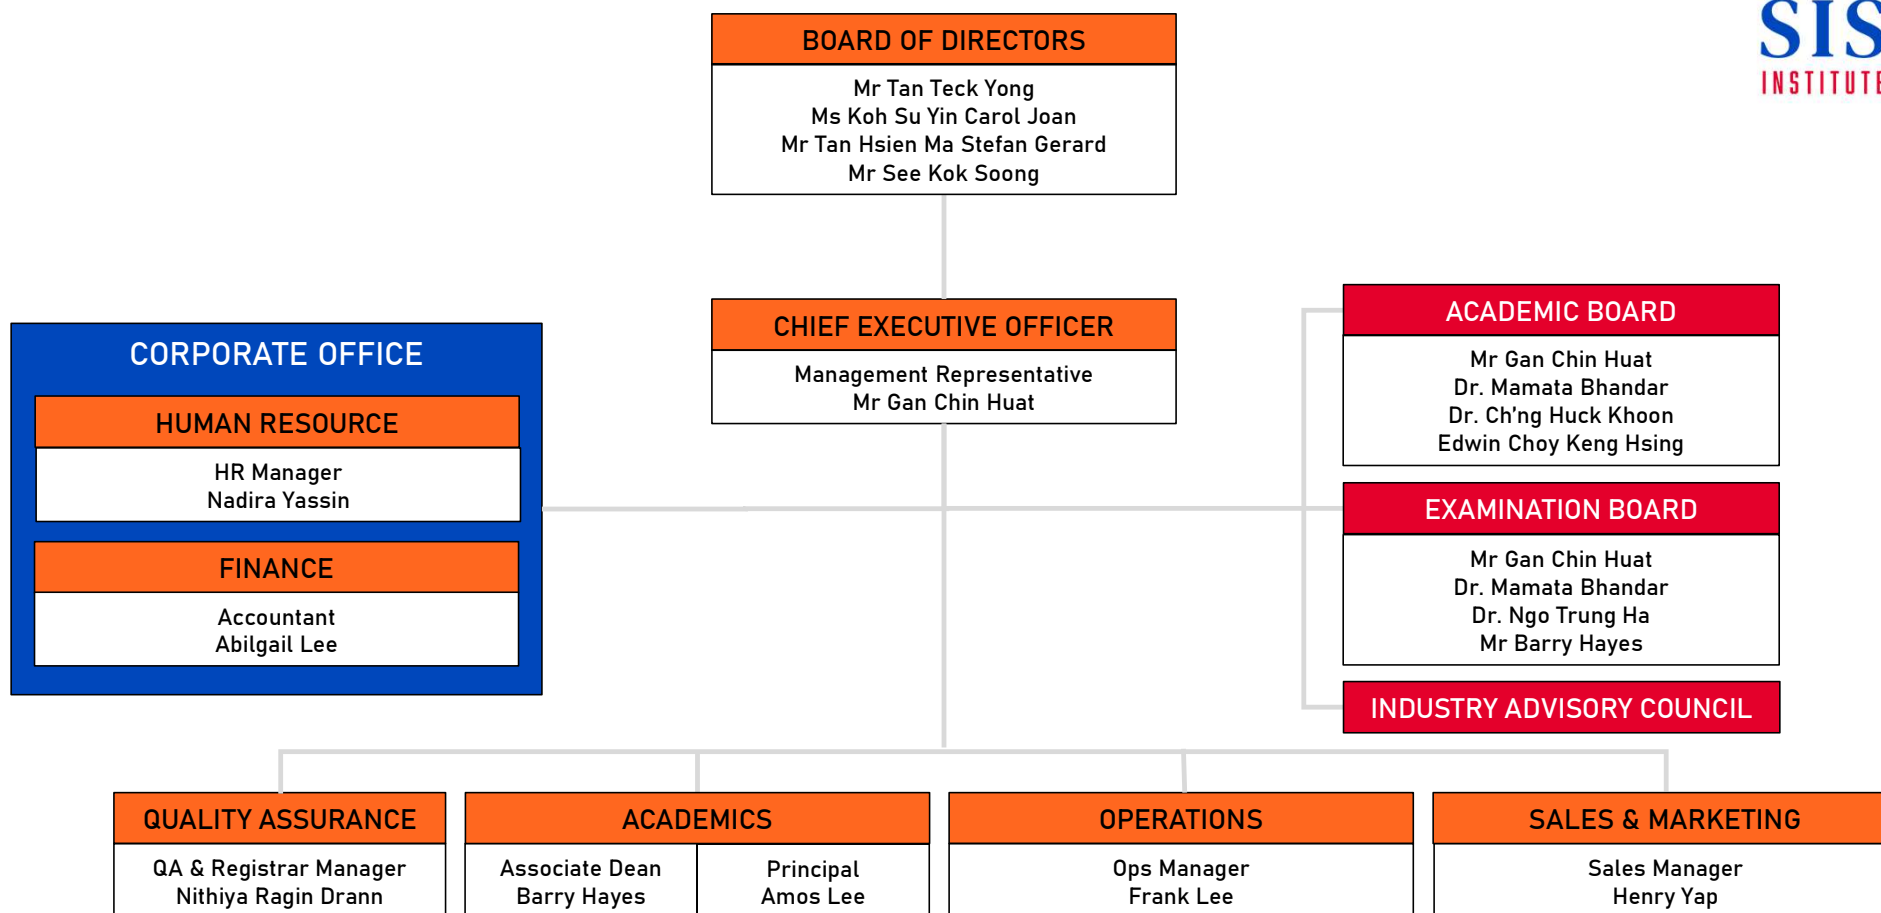 SIS
INSTITUTE
BOARD OF DIRECTORS
Mr Tan Teck Yong
Ms Koh Su Yin Carol Joan
Mr Tan Hsien Ma Stefan Gerard
Mr See Kok Soong
CHIEF EXECUTIVE OFFICER
Management Representative
Mr Gan Chin Huat
CORPORATE OFFICE
HUMAN RESOURCE
HR Manager
Nadira Yassin
FINANCE
Accountant
Abilgail Lee
ACADEMIC BOARD
Mr Gan Chin Huat
Dr. Mamata Bhandar
Dr. Ch’ng Huck Khoon
Edwin Choy Keng Hsing
EXAMINATION BOARD
Mr Gan Chin Huat
Dr. Mamata Bhandar
Dr. Ngo Trung Ha
Mr Barry Hayes
INDUSTRY ADVISORY COUNCIL
QUALITY ASSURANCE
QA & Registrar Manager
Nithiya Ragin Drann
ACADEMICS
Associate Dean
Barry Hayes
Principal
Amos Lee
OPERATIONS
Ops Manager
Frank Lee
SALES & MARKETING
Sales Manager
Henry Yap